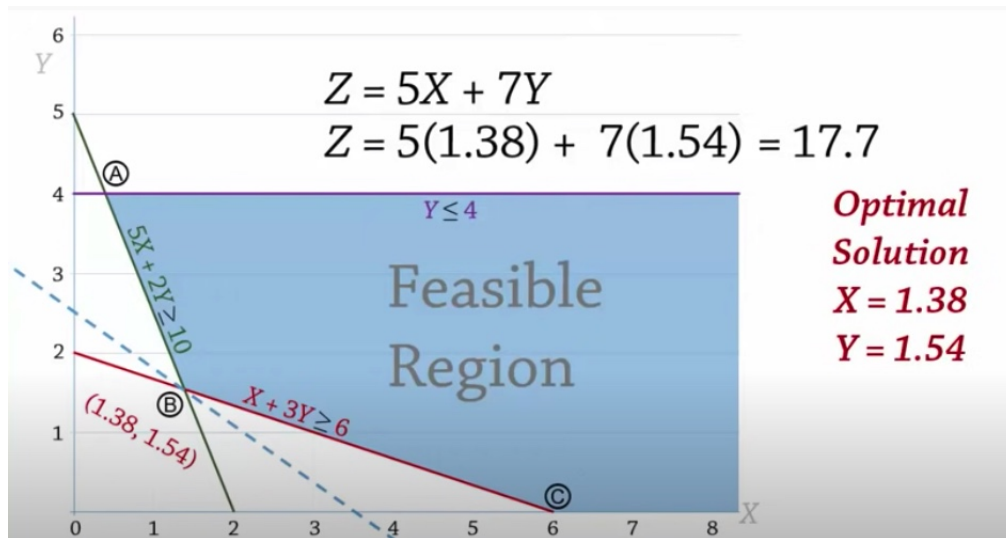 6
Y
5
4
3
2
1
0
1
2
3
4
5
6
7
8
X
Z = 5X + 7Y
Z = 5(1.38) + 7(1.54) = 17.7
Ⓐ
Y ≤ 4
5X + 2Y ≥ 10
Feasible
Region
Ⓑ
(1.38, 1.54)
X + 3Y ≥ 6
Ⓒ
Optimal
Solution
X = 1.38
Y = 1.54